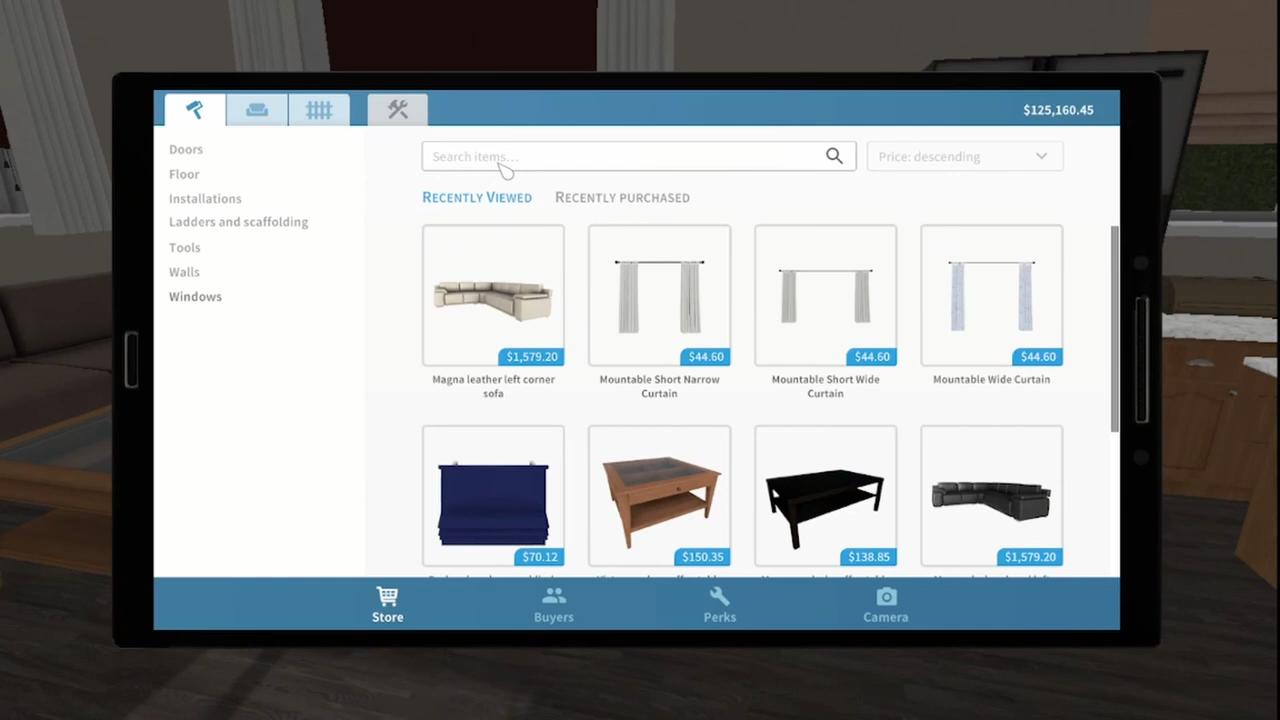 $125,160.45
Doors
Floor
Installations
Ladders and scaffolding
Tools
Walls
Windows
Search items...
Price: descending
RECENTLY VIEWED
RECENTLY PURCHASED
$1,579.20
$44.60
$44.60
$44.60
Magna leather left corner
sofa
Mountable Short Narrow
Curtain
Mountable Short Wide
Curtain
Mountable Wide Curtain
$70.12
$150.35
$138.85
$1,579.20
Store
Buyers
Perks
Camera